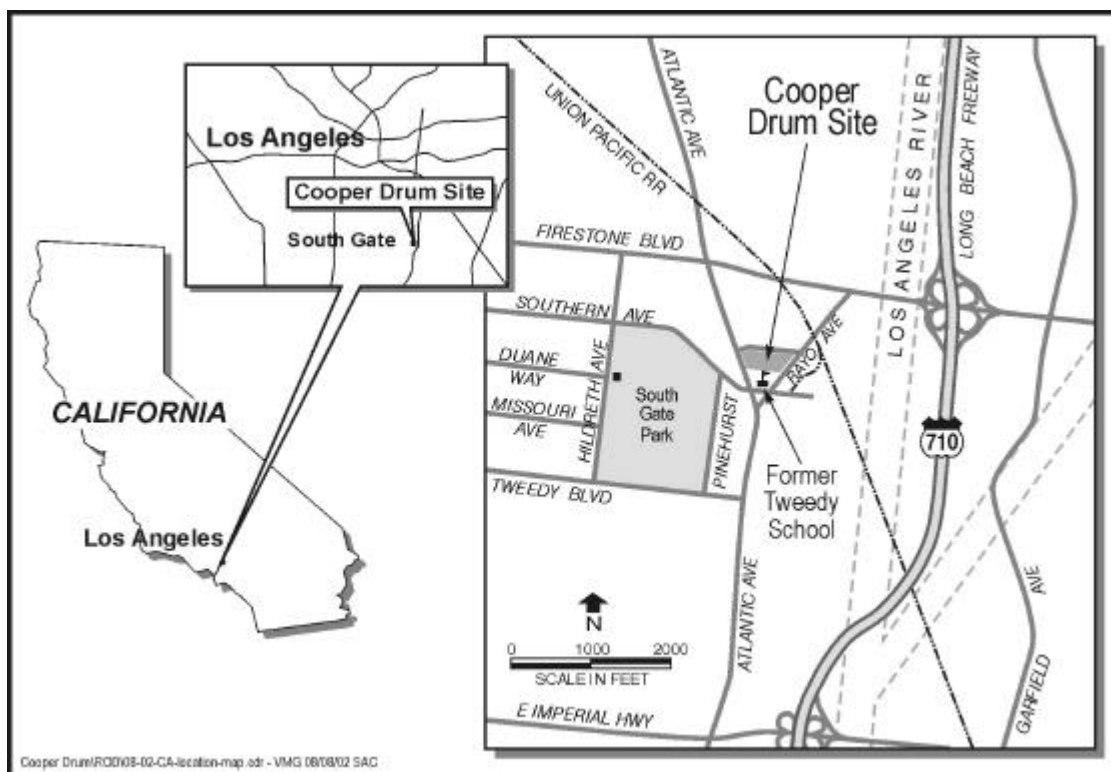 Los Angeles
Cooper Drum Site
South Gate
CALIFORNIA
Los Angeles
ATLANTIC AVE
UNION PACIFIC RR
Cooper
Drum Site
LOS ANGELES RIVER
LONG BEACH FREEWAY
FIRESTONE BLVD
SOUTHERN AVE
RAYO AVE
DUANE
WAY
HILDRETH AVE
MISSOURI
AVE
South
Gate
Park
PINEHURST
710
TWEEDY BLVD
Former
Tweedy
School
ATLANTIC AVE
N
0 1000 2000
SCALE IN FEET
GARFIELD AVE
E IMPERIAL HWY
Cooper Drum\ROD\08-02-CA-location-map.cdr - VMG 08/08/02 SAC